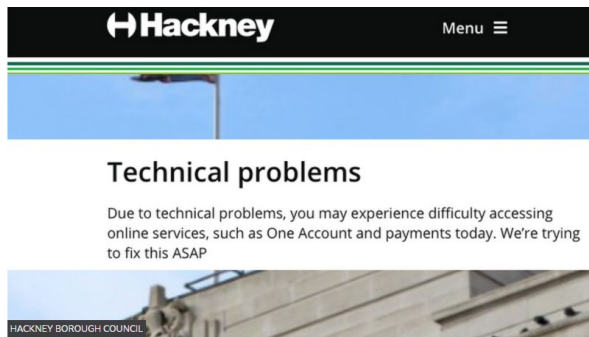 Hackney
Menu
Technical problems
Due to technical problems, you may experience difficulty accessing
online services, such as One Account and payments today. We're trying
to fix this ASAP
HACKNEY BOROUGH COUNCIL